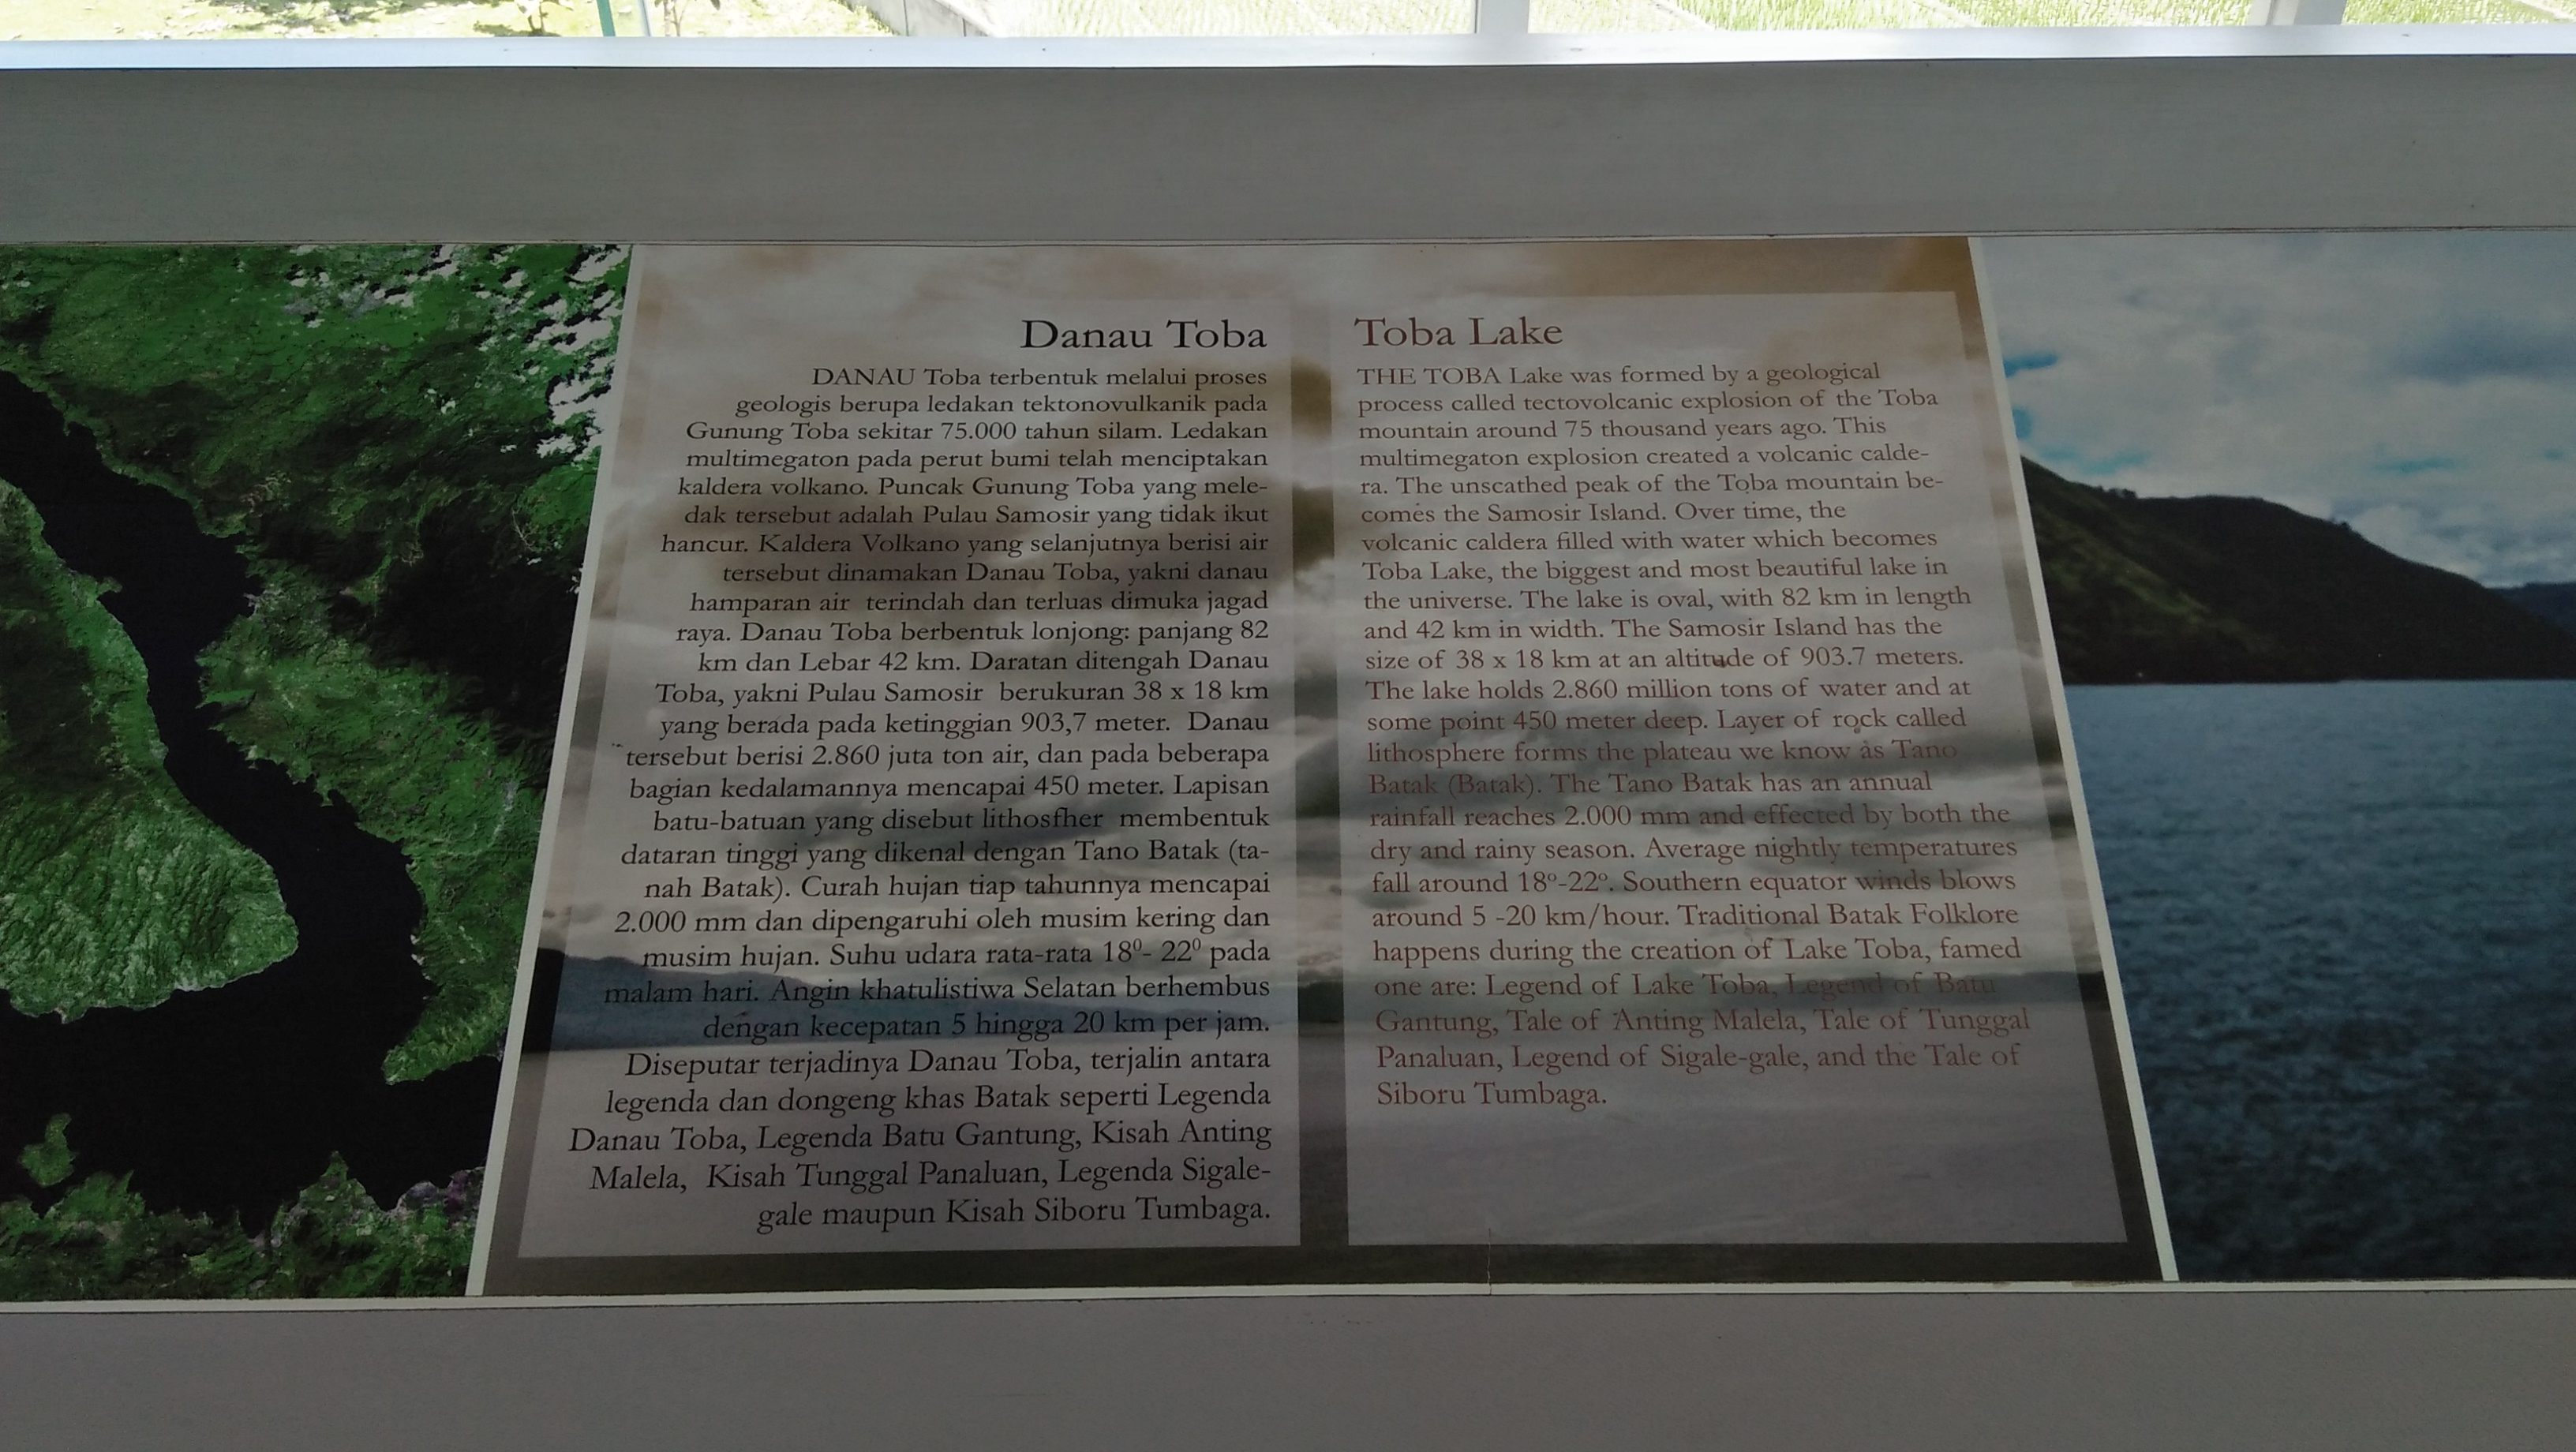 Danau Toba
DANAU Toba terbentuk melalui proses
geologis berupa ledakan tektonovulkanik pada
Gunung Toba sekitar 75.000 tahun silam. Ledakan
multimegaton pada perut bumi telah menciptakan
kaldera volkano. Puncak Gunung Toba yang mele-
dak tersebut adalah Pulau Samosir yang tidak ikut
hancur. Kaldera Volkano yang selanjutnya berisi air
tersebut dinamakan Danau Toba, yakni danau
hamparan air terindah dan terluas dimuka jagad
raya. Danau Toba berbentuk lonjong: panjang 82
km dan Lebar 42 km. Daratan ditengah Danau
Toba, yakni Pulau Samosir berukuran 38 x 18 km
yang berada pada ketinggian 903,7 meter. Danau
tersebut berisi 2.860 juta ton air, dan pada beberapa
bagian kedalamannya mencapai 450 meter. Lapisan
batu-batuan yang disebut lithosfher membentuk
dataran tinggi yang dikenal dengan Tano Batak (ta-
nah Batak). Curah hujan tiap tahunnya mencapai
2.000 mm dan dipengaruhi oleh musim kering dan
musim hujan. Suhu udara rata-rata 18⁰- 22⁰ pada
malam hari. Angin khatulistiwa Selatan berhembus
dengan kecepatan 5 hingga 20 km per jam.
Diseputar terjadinya Danau Toba, terjalin antara
legenda dan dongeng khas Batak seperti Legenda
Danau Toba, Legenda Batu Gantung, Kisah Anting
Malela, Kisah Tunggal Panaluan, Legenda Sigale-
gale maupun Kisah Siboru Tumbaga.
Toba Lake
THE TOBA Lake was formed by a geological
process called tectovolcanic explosion of the Toba
mountain around 75 thousand years ago. This
multimegaton explosion created a volcanic calde-
ra. The unscathed peak of the Toba mountain be-
comes the Samosir Island. Over time, the
volcanic caldera filled with water which becomes
Toba Lake, the biggest and most beautiful lake in
the universe. The lake is oval, with 82 km in length
and 42 km in width. The Samosir Island has the
size of 38 x 18 km at an altitude of 903.7 meters.
The lake holds 2.860 million tons of water and at
some point 450 meter deep. Layer of rock called
lithosphere forms the plateau we know as Tano
Batak (Batak). The Tano Batak has an annual
rainfall reaches 2.000 mm and effected by both the
dry and rainy season. Average nightly temperatures
fall around 18º-22º. Southern equator winds blows
around 5 -20 km/hour. Traditional Batak Folklore
happens during the creation of Lake Toba, famed
one are: Legend of Lake Toba, Legend of Batu
Gantung, Tale of Anting Malela, Tale of Tunggal
Panaluan, Legend of Sigale-gale, and the Tale of
Siboru Tumbaga.